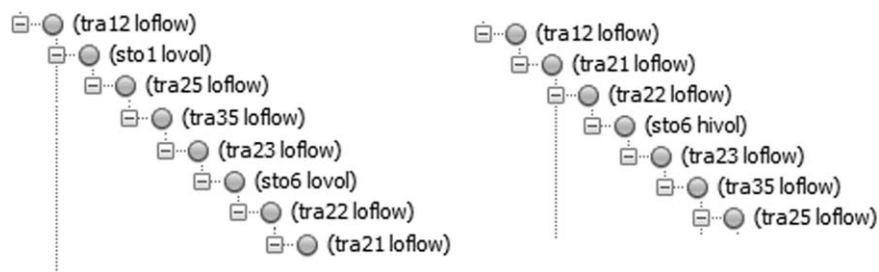 (tra12 loflow)
(sto1 lovol)
(tra25 loflow)
(tra35 loflow)
(tra23 loflow)
(sto6 lovol)
(tra22 loflow)
(tra21 loflow)
(tra12 loflow)
(tra21 loflow)
(tra22 loflow)
(sto6 hivol)
(tra23 loflow)
(tra35 loflow)
(tra25 loflow)